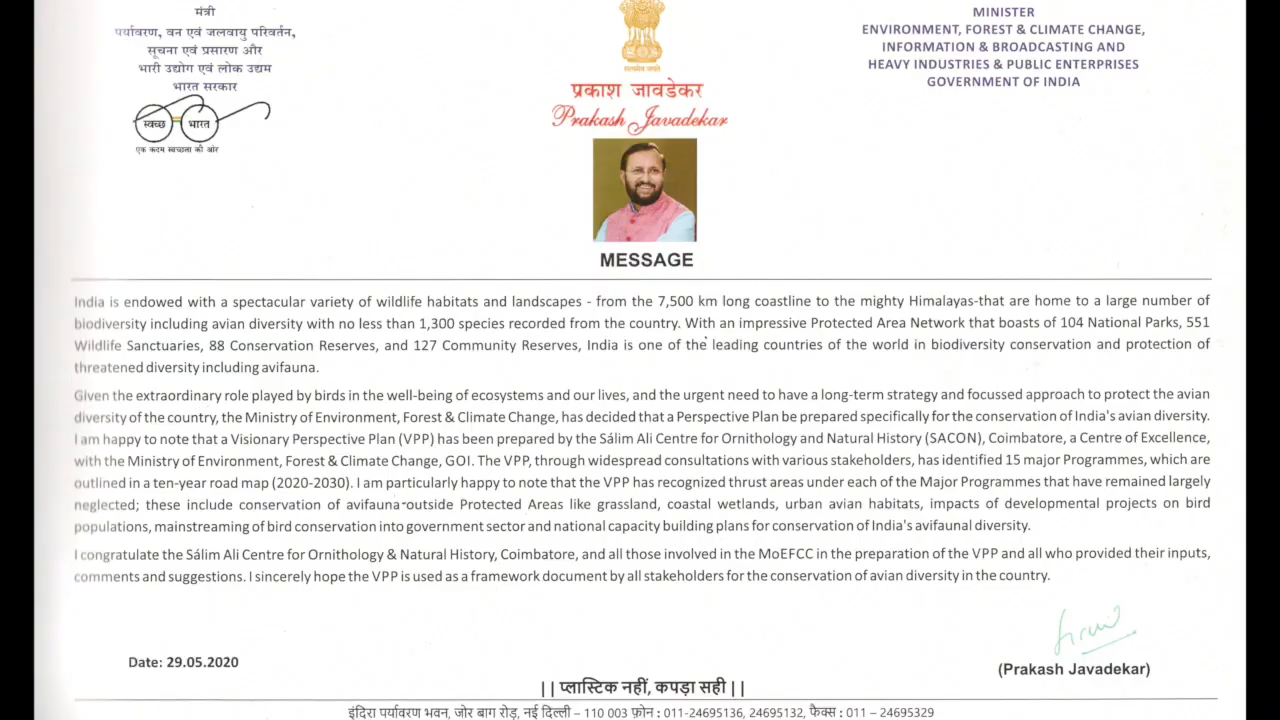 मंत्री
पर्यावरण, वन एवं जलवायु परिवर्तन,
सूचना एवं प्रसारण और
भारी उद्योग एवं लोक उद्यम
भारत सरकार
स्वच्छ भारत
एक कदम स्वच्छता की ओर
सत्यमेव जयते
प्रकाश जावडेकर
Prakash Javadekar
MINISTER
ENVIRONMENT, FOREST & CLIMATE CHANGE,
INFORMATION & BROADCASTING AND
HEAVY INDUSTRIES & PUBLIC ENTERPRISES
GOVERNMENT OF INDIA
MESSAGE
India is endowed with a spectacular variety of wildlife habitats and landscapes - from the 7,500 km long coastline to the mighty Himalayas-that are home to a large number of
biodiversity including avian diversity with no less than 1,300 species recorded from the country. With an impressive Protected Area Network that boasts of 104 National Parks, 551
Wildlife Sanctuaries, 88 Conservation Reserves, and 127 Community Reserves, India is one of the leading countries of the world in biodiversity conservation and protection of
threatened diversity including avifauna.
Given the extraordinary role played by birds in the well-being of ecosystems and our lives, and the urgent need to have a long-term strategy and focussed approach to protect the avian
diversity of the country, the Ministry of Environment, Forest & Climate Change, has decided that a Perspective Plan be prepared specifically for the conservation of India's avian diversity.
I am happy to note that a Visionary Perspective Plan (VPP) has been prepared by the Sálim Ali Centre for Ornithology and Natural History (SACON), Coimbatore, a Centre of Excellence,
with the Ministry of Environment, Forest & Climate Change, GOI. The VPP, through widespread consultations with various stakeholders, has identified 15 major Programmes, which are
outlined in a ten-year road map (2020-2030). I am particularly happy to note that the VPP has recognized thrust areas under each of the Major Programmes that have remained largely
neglected; these include conservation of avifauna-outside Protected Areas like grassland, coastal wetlands, urban avian habitats, impacts of developmental projects on bird
populations, mainstreaming of bird conservation into government sector and national capacity building plans for conservation of India's avifaunal diversity.
I congratulate the Sálim Ali Centre for Ornithology & Natural History, Coimbatore, and all those involved in the MoEFCC in the preparation of the VPP and all who provided their inputs,
comments and suggestions. I sincerely hope the VPP is used as a framework document by all stakeholders for the conservation of avian diversity in the country.
Date: 29.05.2020
(Prakash Javadekar)
|| प्लास्टिक नहीं, कपड़ा सही ||
इंदिरा पर्यावरण भवन, जोर बाग रोड़, नई दिल्ली – 110 003 फ़ोन : 011-24695136, 24695132, फैक्स : 011 – 24695329